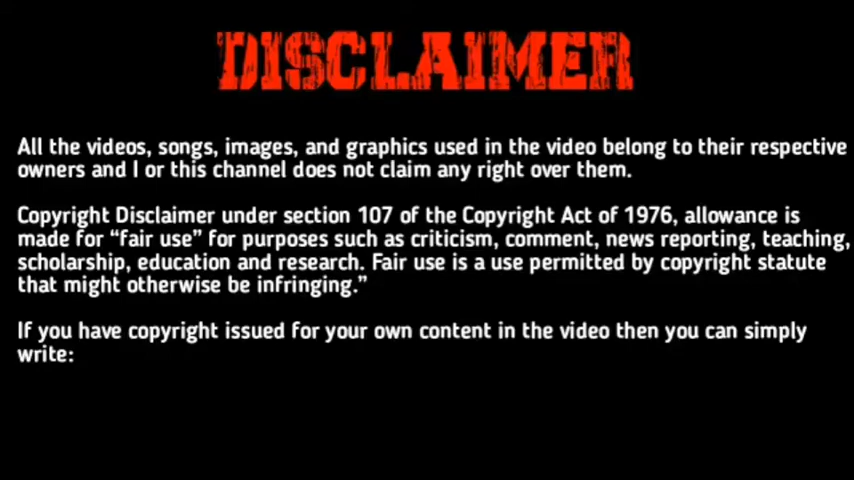 DISCLAIMER
All the videos, songs, images, and graphics used in the video belong to their respective
owners and I or this channel does not claim any right over them.
Copyright Disclaimer under section 107 of the Copyright Act of 1976, allowance is
made for “fair use” for purposes such as criticism, comment, news reporting, teaching,
scholarship, education and research. Fair use is a use permitted by copyright statute
that might otherwise be infringing.”
If you have copyright issued for your own content in the video then you can simply
write: